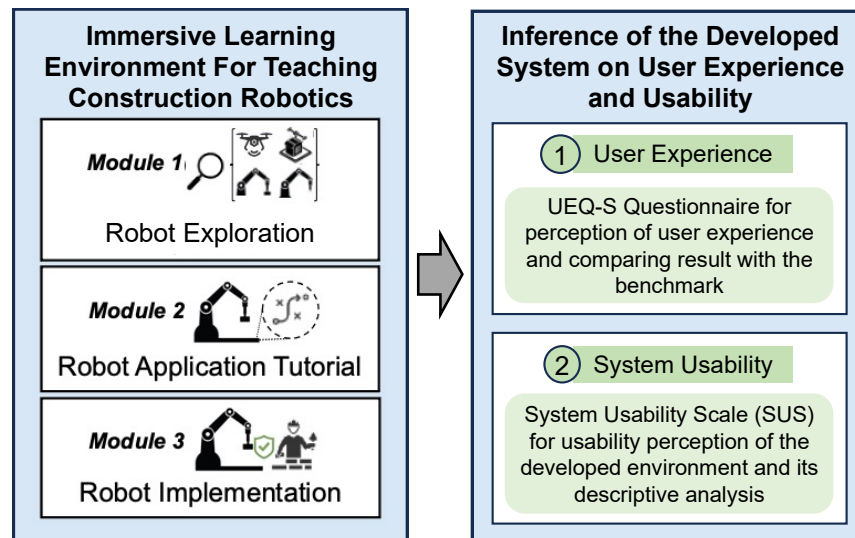 Immersive Learning
Environment For Teaching
Construction Robotics
Module 1
Robot Exploration
Module 2
Robot Application Tutorial
Module 3
Robot Implementation
Inference of the Developed
System on User Experience
and Usability
1 User Experience
UEQ-S Questionnaire for
perception of user experience
and comparing result with the
benchmark
2 System Usability
System Usability Scale (SUS)
for usability perception of the
developed environment and its
descriptive analysis